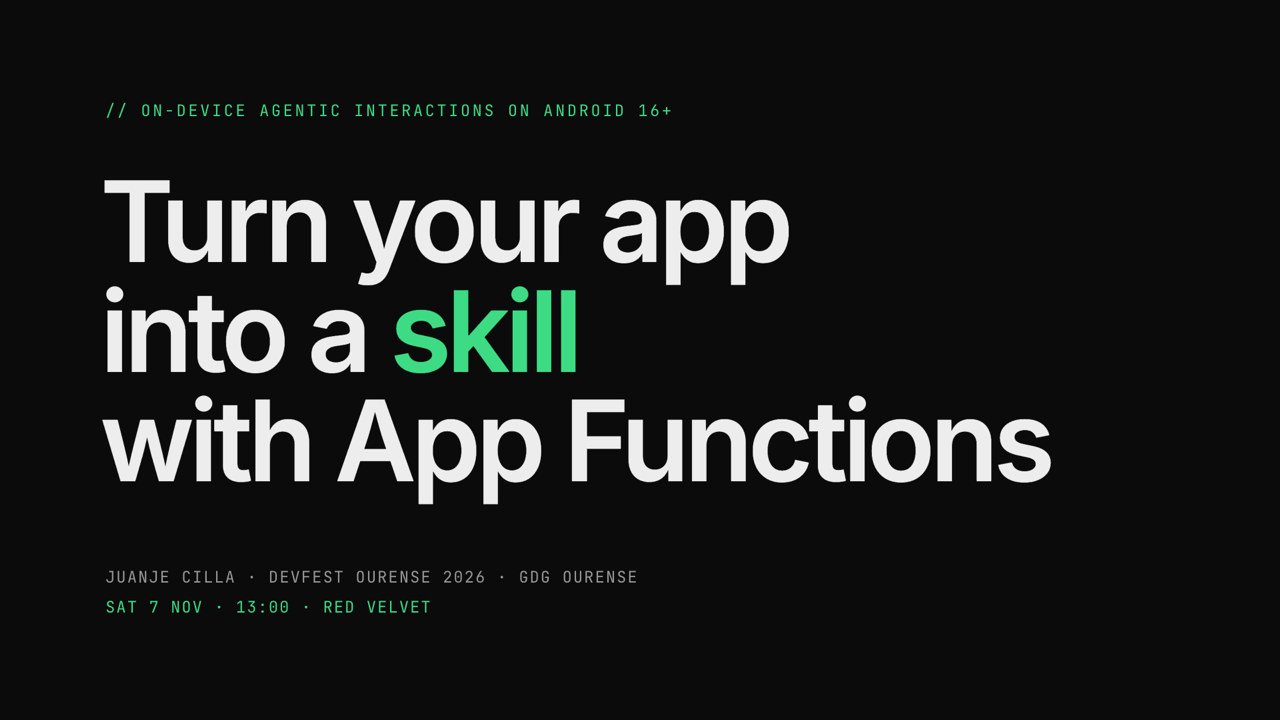 // ON-DEVICE AGENTIC INTERACTIONS ON ANDROID 16+
Turn your app
into a skill
with App Functions
JUANJE CILLA · DEVFEST OURENSE 2026 · GDG OURENSE
SAT 7 NOV · 13:00 · RED VELVET